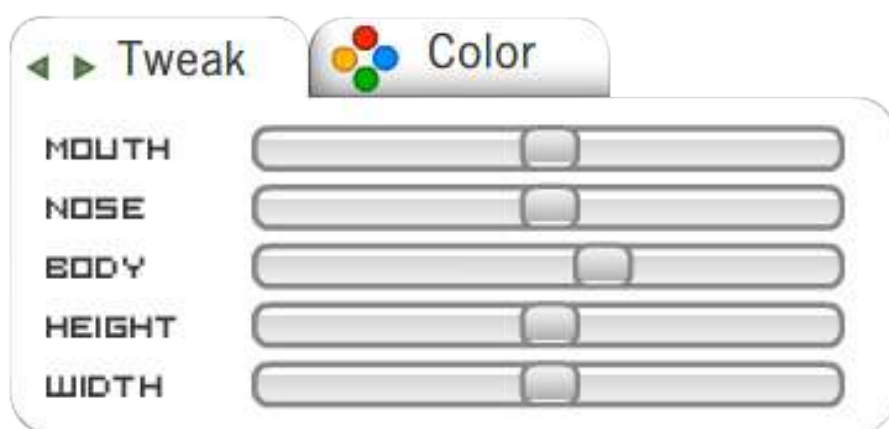 Tweak
Color
MOUTH
NOSE
BODY
HEIGHT
WIDTH